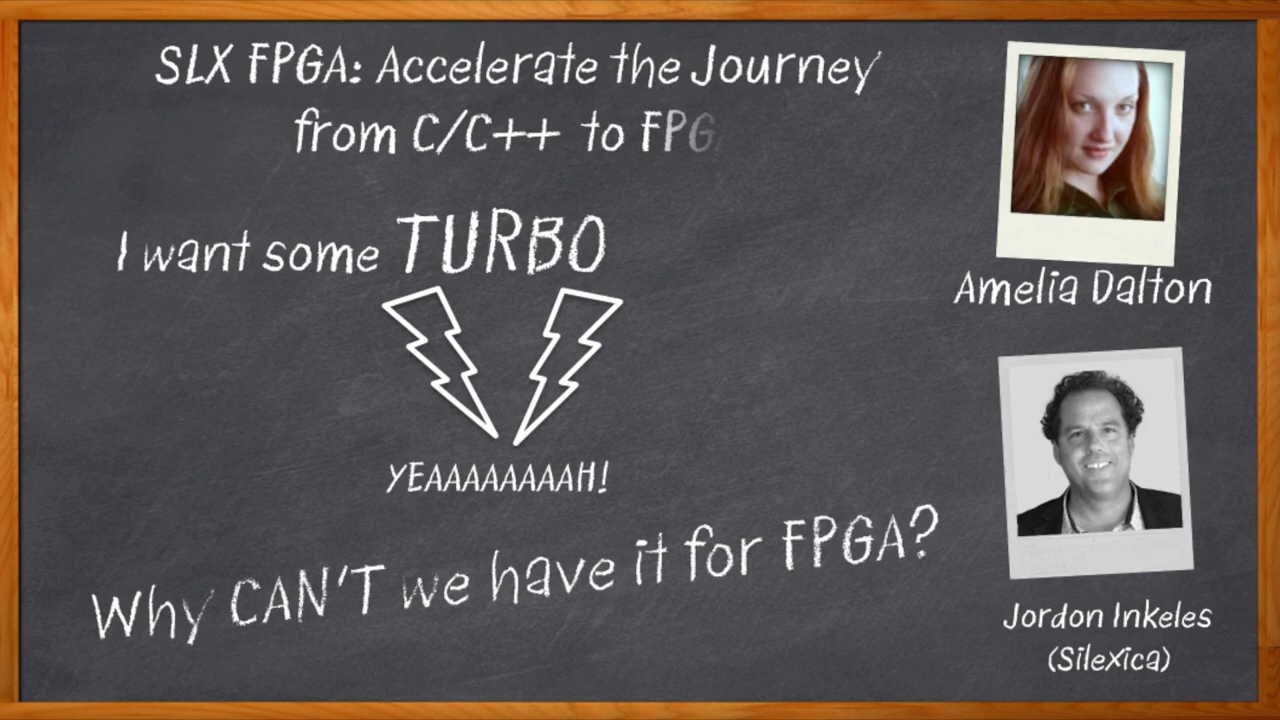 SLX FPGA: Accelerate the Journey
from C/C++ to FPG
I want some TURBO
YEAAAAAAAAH!
Why CAN'T we have it for FPGA?
Amelia Dalton
Jordon Inkeles
(Silexica)